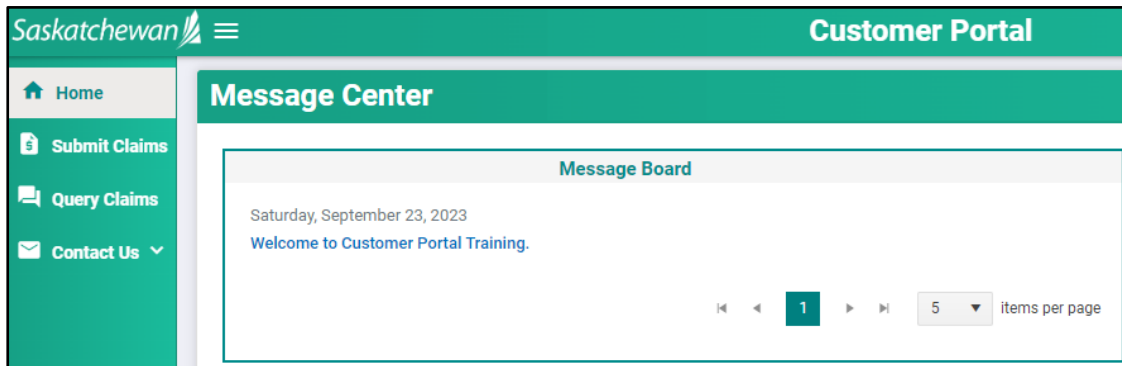 Saskatchewan
Customer Portal
Home
Submit Claims
Query Claims
Contact Us
Message Center
Message Board
Saturday, September 23, 2023
Welcome to Customer Portal Training.
1
5
items per page